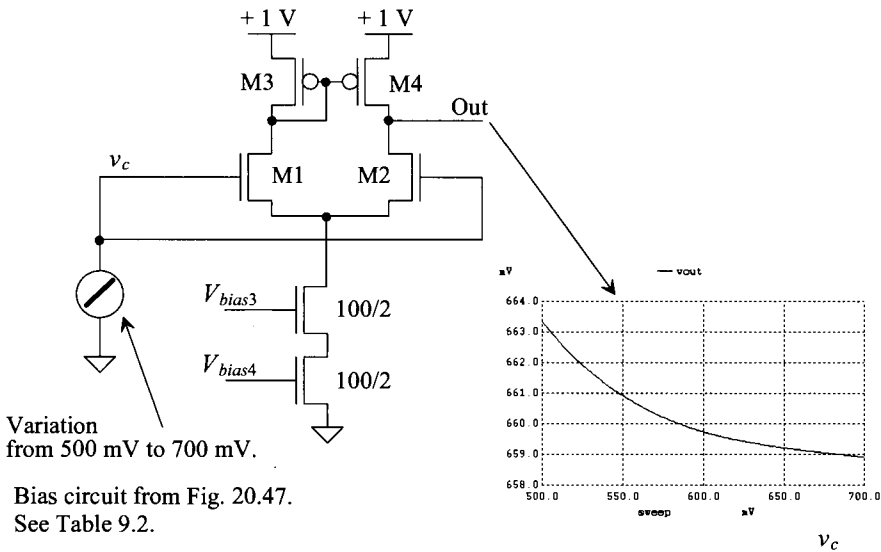 + 1 V
+ 1 V
M3
M4
Out
v_c
M1
M2
V_bias3
100/2
V_bias4
100/2
Variation
from 500 mV to 700 mV.
Bias circuit from Fig. 20.47.
See Table 9.2.
mV
vout
664.0
663.0
662.0
661.0
660.0
659.0
658.0
500.0
550.0
600.0
650.0
700.0
sweep
mV
v_c